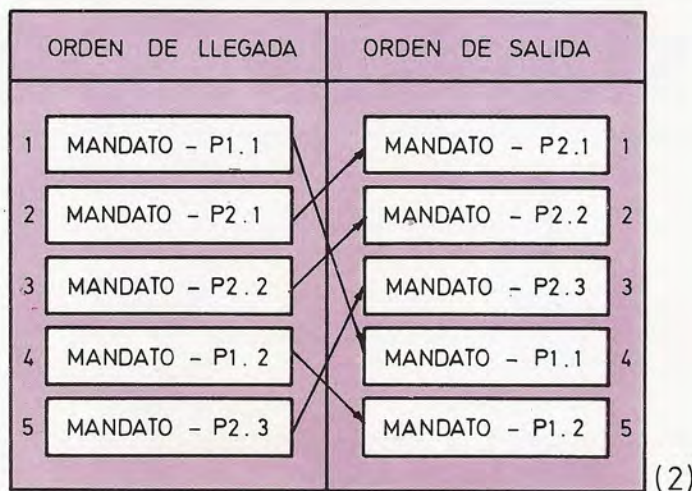 ORDEN DE LLEGADA ORDEN DE SALIDA
1 MANDATO - P1.1 MANDATO - P2.1 1
2 MANDATO - P2.1 MANDATO - P2.2 2
3 MANDATO - P2.2 MANDATO - P2.3 3
4 MANDATO - P1.2 MANDATO - P1.1 4
5 MANDATO - P2.3 MANDATO - P1.2 5
(2)